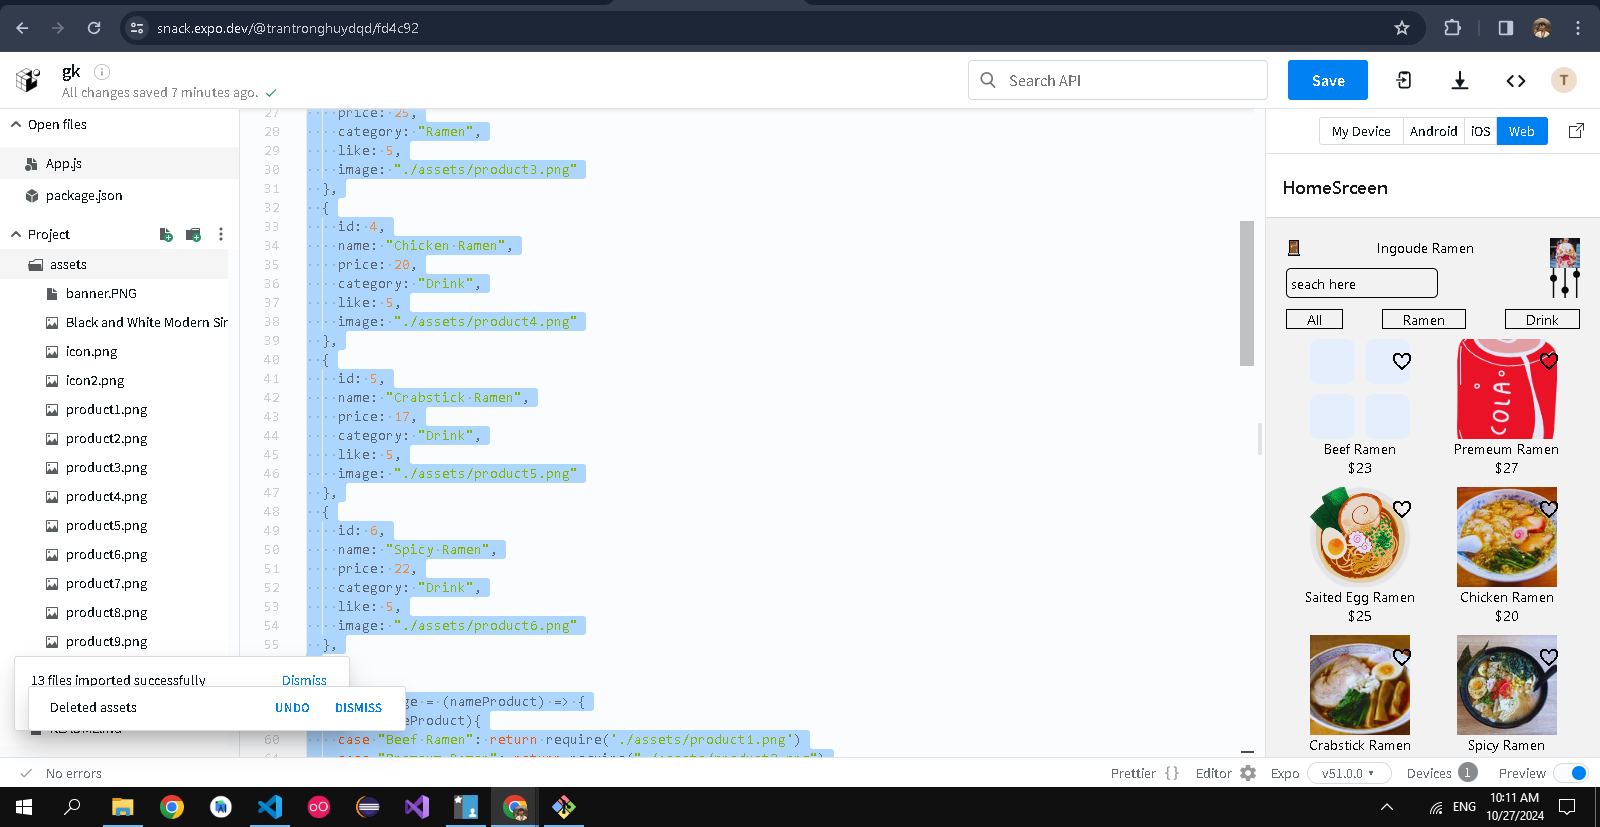 snack.expo.dev/@trantronghuydqd/fd4c92
gk
All changes saved 7 minutes ago.
Search API
Save
T
Open files
App.js
package.json
Project
assets
banner.PNG
Black and White Modern Sir
icon.png
icon2.png
product1.png
product2.png
product3.png
product4.png
product5.png
product6.png
product7.png
product8.png
product9.png
13 files imported successfully
Dismiss
Deleted assets
UNDO
DISMISS
27 price: 25,
28 category: "Ramen",
29 like: 5,
30 image: "./assets/product3.png"
31 },
32 {
33 id: 4,
34 name: "Chicken Ramen",
35 price: 20,
36 category: "Drink",
37 like: 5,
38 image: "./assets/product4.png"
39 },
40 {
41 id: 5,
42 name: "Crabstick Ramen",
43 price: 17,
44 category: "Drink",
45 like: 5,
46 image: "./assets/product5.png"
47 },
48 {
49 id: 6,
50 name: "Spicy Ramen",
51 price: 22,
52 category: "Drink",
53 like: 5,
54 image: "./assets/product6.png"
55 },
= (nameProduct) => {
60 case "Beef Ramen": return require('./assets/product1.png')
My Device
Android
iOS
Web
HomeSrceen
Ingoude Ramen
seach here
All
Ramen
Drink
COLA
Beef Ramen
$23
Premeum Ramen
$27
Saited Egg Ramen
$25
Chicken Ramen
$20
Crabstick Ramen
Spicy Ramen
No errors
Prettier { }
Editor
Expo
v51.0.0
Devices 1
Preview
ENG
10:11 AM
10/27/2024